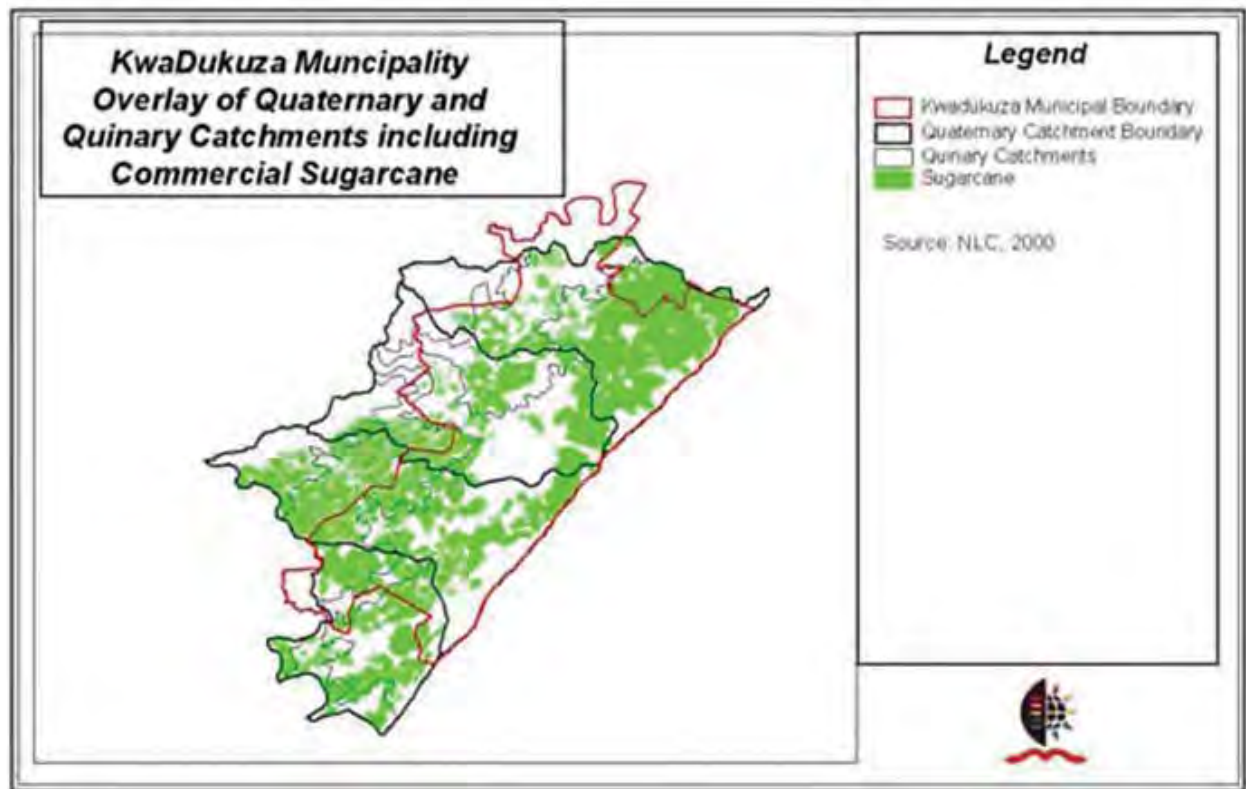 KwaDukuza Muncipality
Overlay of Quaternary and
Quinary Catchments including
Commercial Sugarcane
Legend
Kwadukuza Municipal Boundary
Quaternary Catchment Boundary
Quinary Catchments
Sugarcane
Source: NLC, 2000